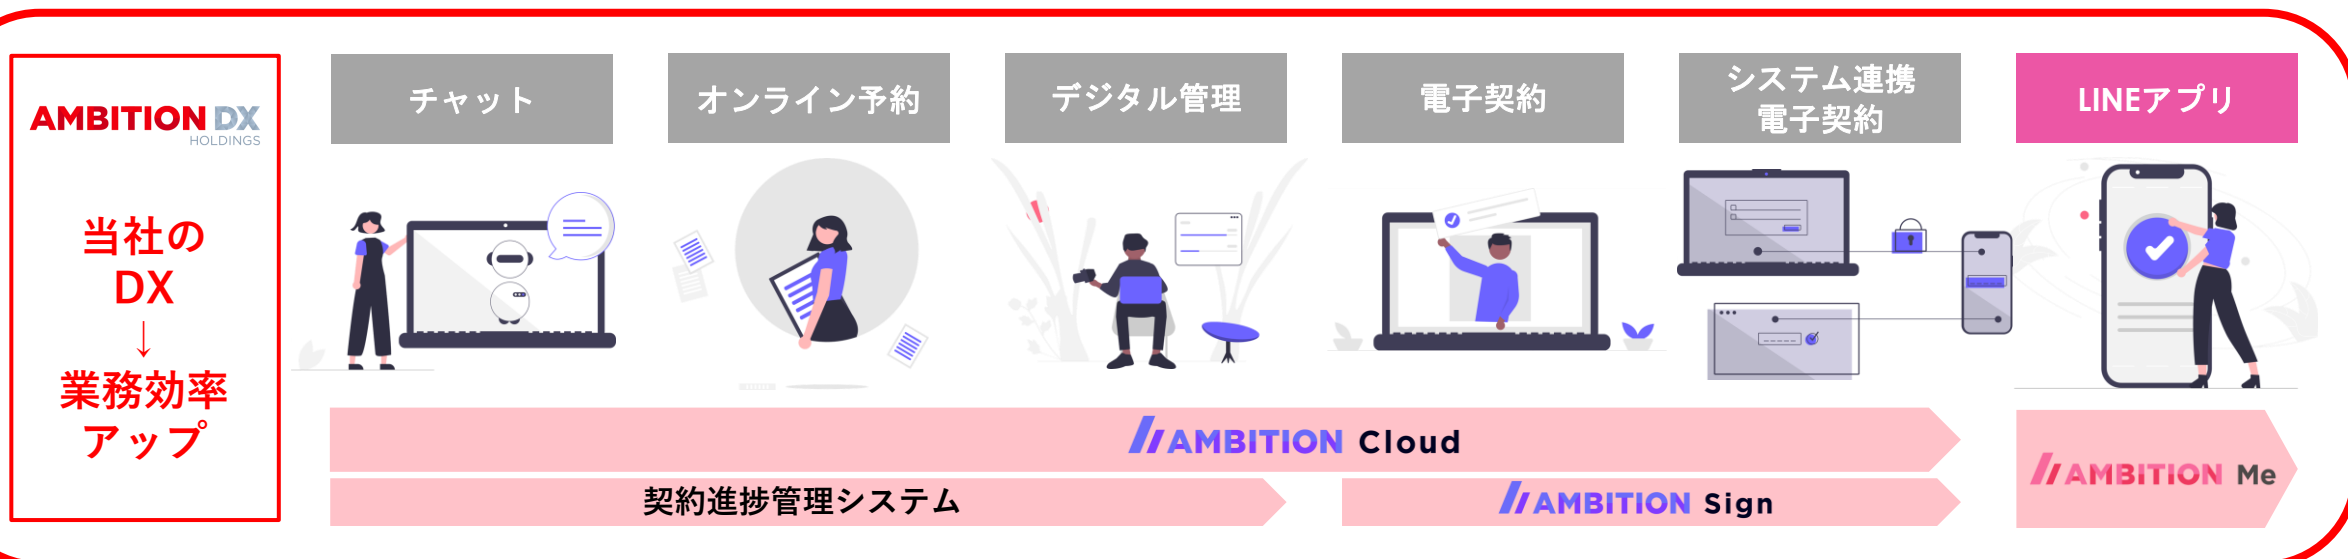 AMBITION DX
HOLDINGS
当社の
DX
↓
業務効率
アップ
チャット
オンライン予約
デジタル管理
電子契約
システム連携
電子契約
LINEアプリ
AMBITION Cloud
契約進捗管理システム
AMBITION Sign
AMBITION Me